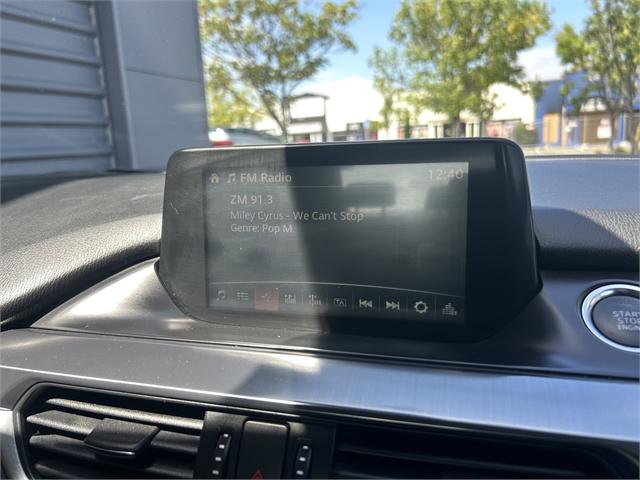 FM Radio 12:40
ZM 91.3
Miley Cyrus - We Can't Stop
Genre: Pop M
TA
START
STOP
ENGINE